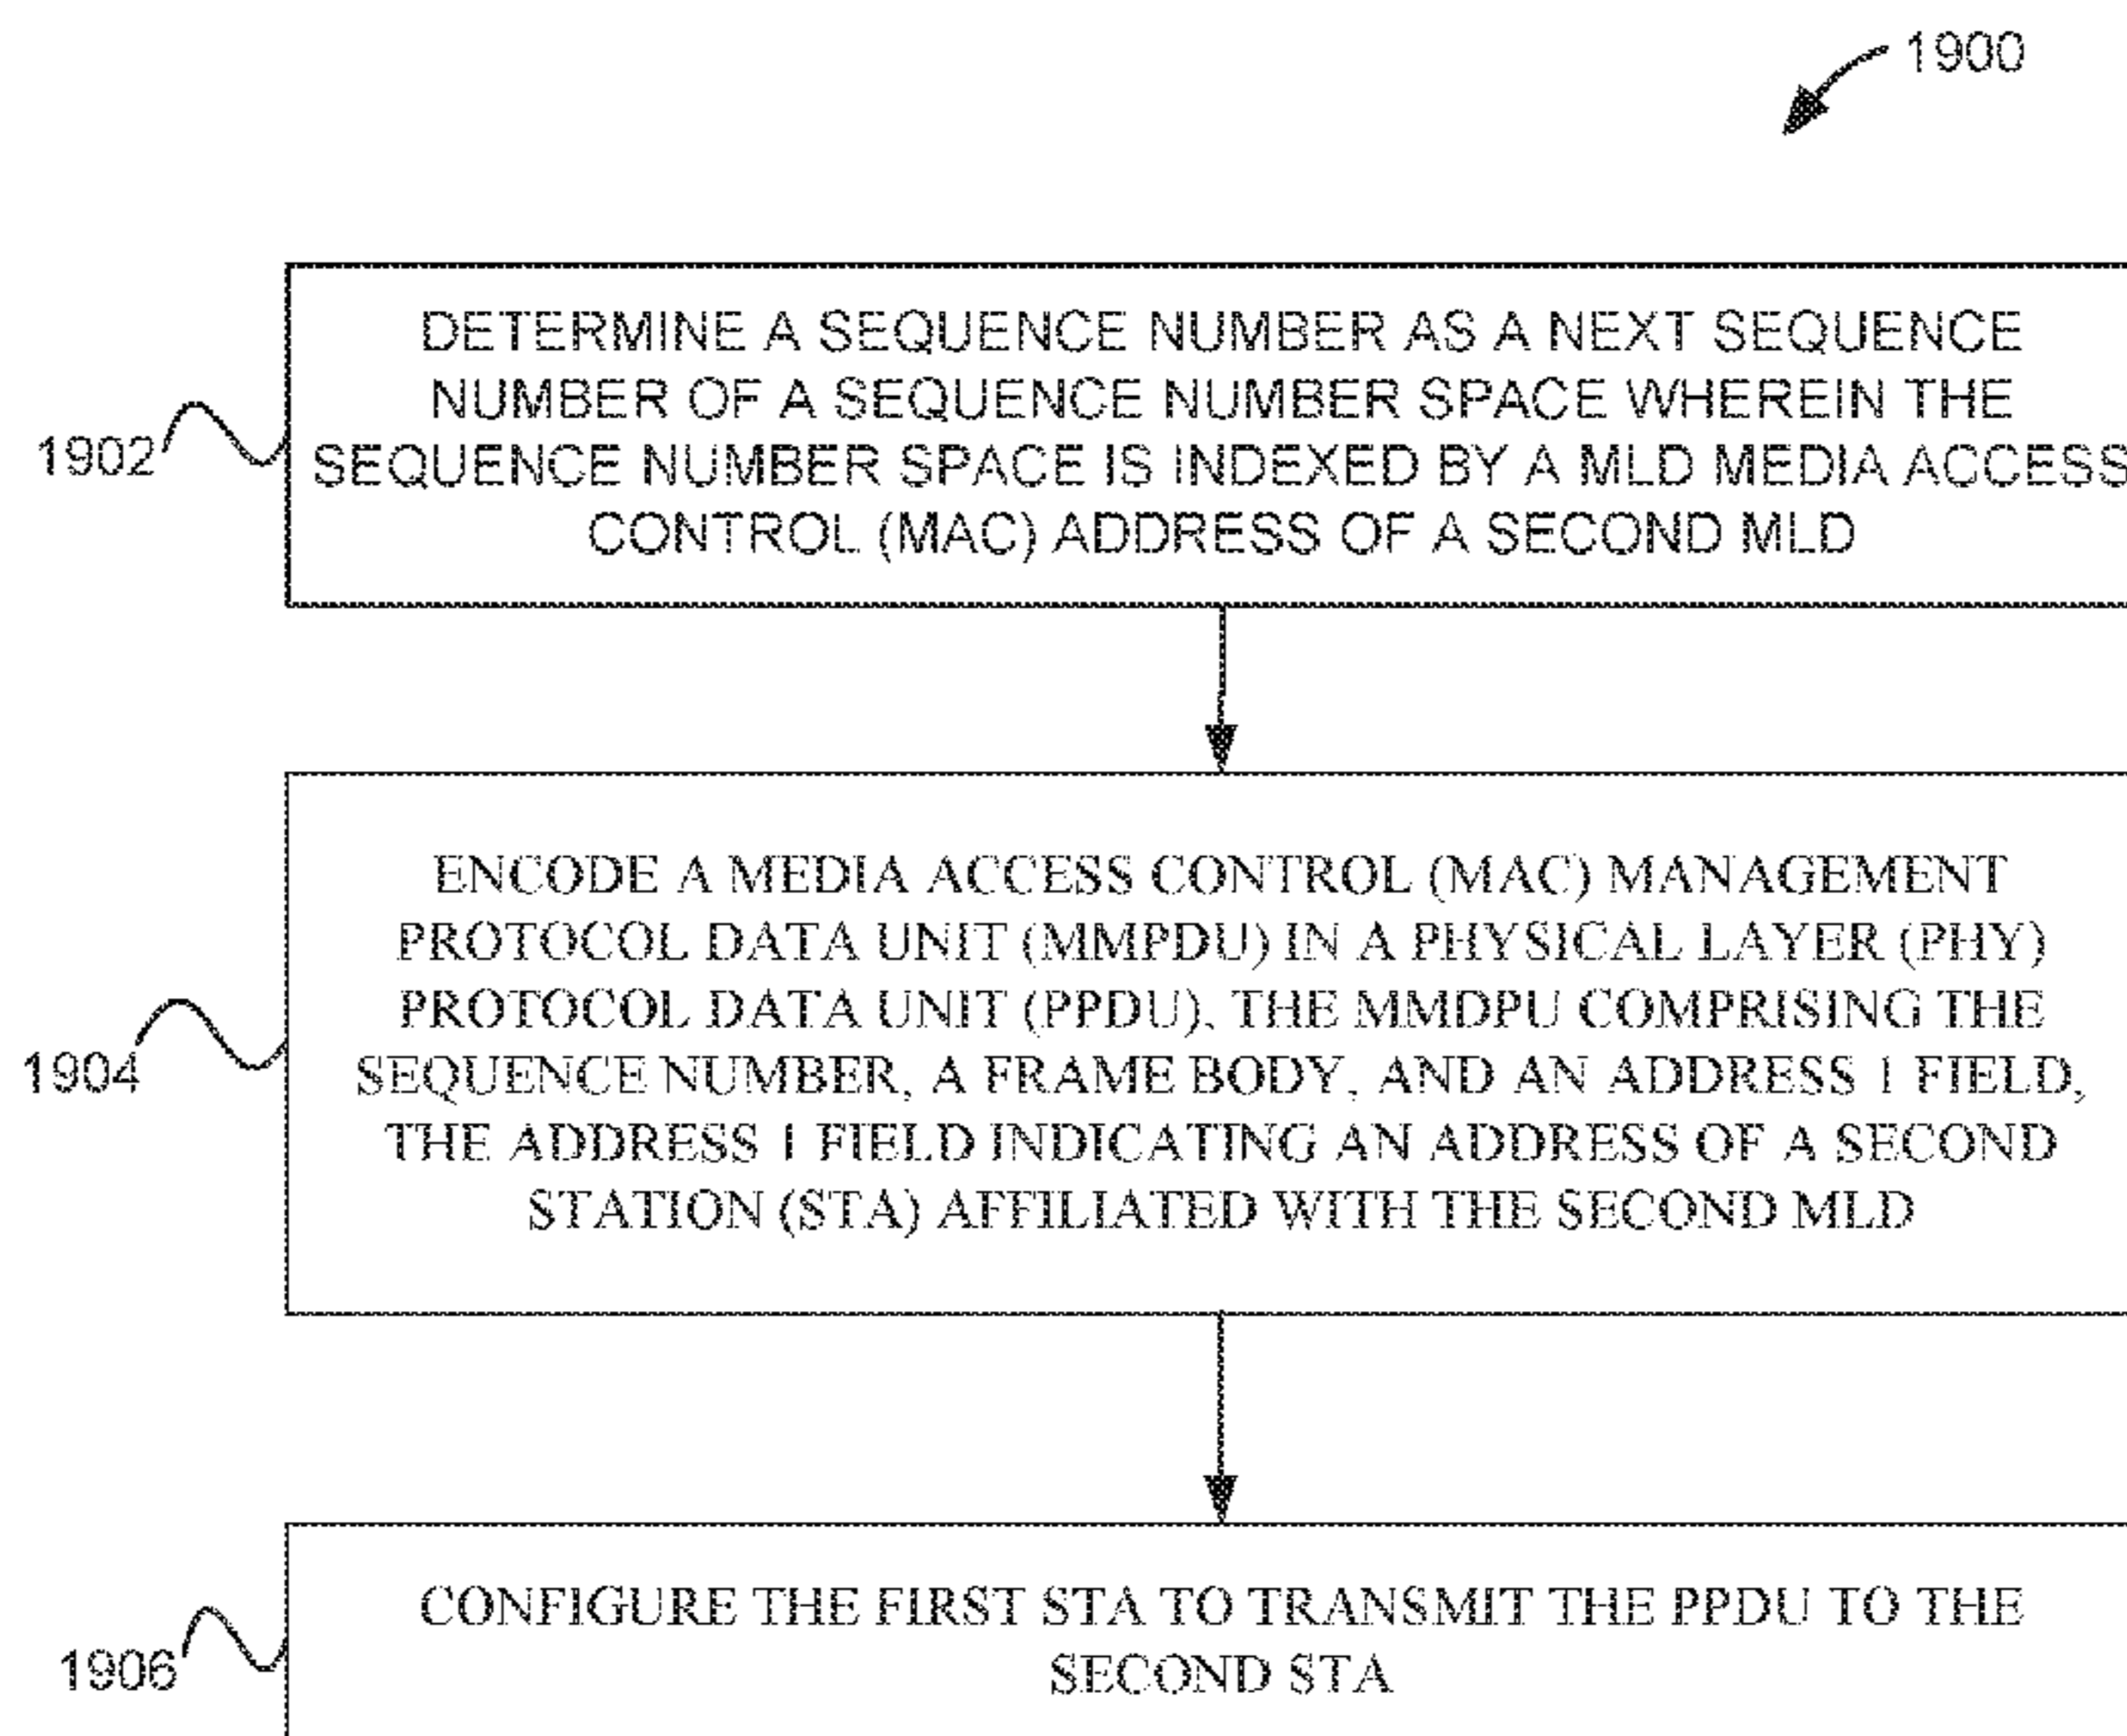 1900
DETERMINE A SEQUENCE NUMBER AS A NEXT SEQUENCE
NUMBER OF A SEQUENCE NUMBER SPACE WHEREIN THE
1902
SEQUENCE NUMBER SPACE IS INDEXED BY A MLD MEDIA ACCESS
CONTROL (MAC) ADDRESS OF A SECOND MLD
ENCODE A MEDIA ACCESS CONTROL (MAC) MANAGEMENT
PROTOCOL DATA UNIT (MMPDU) IN A PHYSICAL LAYER (PHY)
PROTOCOL DATA UNIT (PPDU), THE MMDPU COMPRISING THE
1904
SEQUENCE NUMBER, A FRAME BODY, AND AN ADDRESS 1 FIELD,
THE ADDRESS 1 FIELD INDICATING AN ADDRESS OF A SECOND
STATION (STA) AFFILIATED WITH THE SECOND MLD
CONFIGURE THE FIRST STA TO TRANSMIT THE PPDU TO THE
1906
SECOND STA